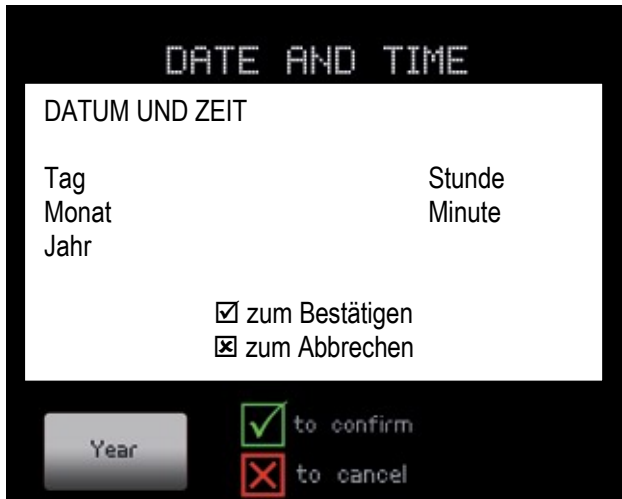 DATE AND TIME
DATUM UND ZEIT
Tag Stunde
Monat Minute
Jahr
☑ zum Bestätigen
☒ zum Abbrechen
Year
to confirm
to cancel